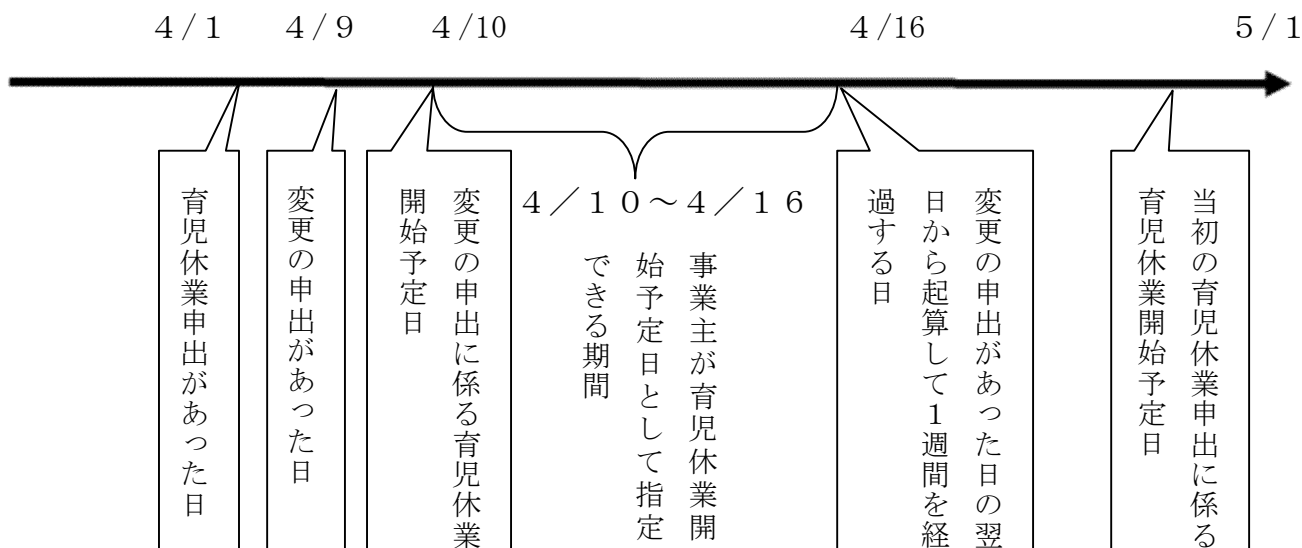 4/1
4/9
4/10
4/16
5/1
育児休業申出があった日
変更の申出があった日
変更の申出に係る育児休業
開始予定日
4/10~4/16
事業主が育児休業開
始予定日として指定
できる期間
変更の申出があった日の翌
日から起算して1週間を経
過する日
当初の育児休業申出に係る
育児休業開始予定日